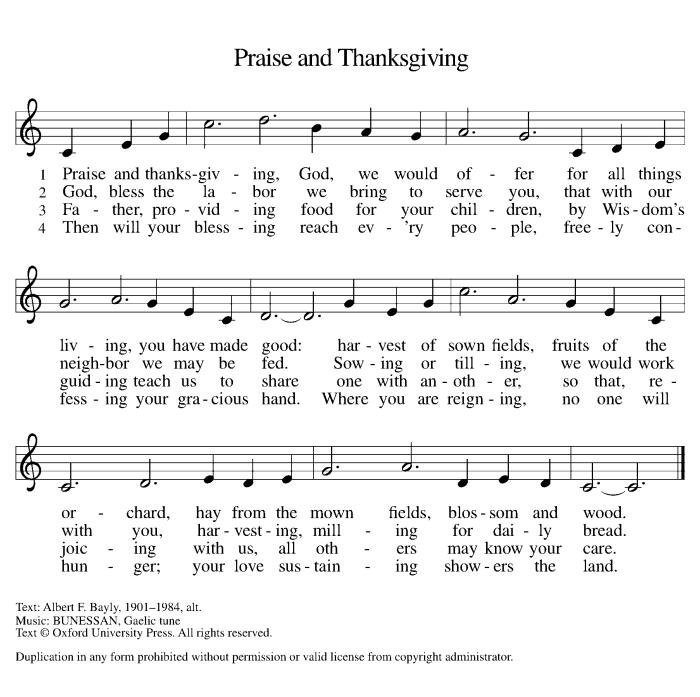 Praise and Thanksgiving
1 Praise and thanks-giv - ing, God, we would of - fer for all things
2 God, bless the la - bor we bring to serve you, that with our
3 Fa - ther, pro - vid - ing food for your chil - dren, by Wis - dom's
4 Then will your bless - ing reach ev - 'ry peo - ple, free - ly con -
liv - ing, you have made good: har - vest of sown fields, fruits of the
neigh-bor we may be fed. Sow - ing or till - ing, we would work
guid - ing teach us to share one with an - oth - er, so that, re -
fess - ing your gra - cious hand. Where you are reign - ing, no one will
or - chard, hay from the mown fields, blos - som and wood.
with you, har - vest - ing, mill - ing for dai - ly bread.
joic - ing with us, all oth - ers may know your care.
hun - ger; your love sus - tain - ing show - ers the land.
Text: Albert F. Bayly, 1901–1984, alt.
Music: BUNESSAN, Gaelic tune
Text © Oxford University Press. All rights reserved.
Duplication in any form prohibited without permission or valid license from copyright administrator.